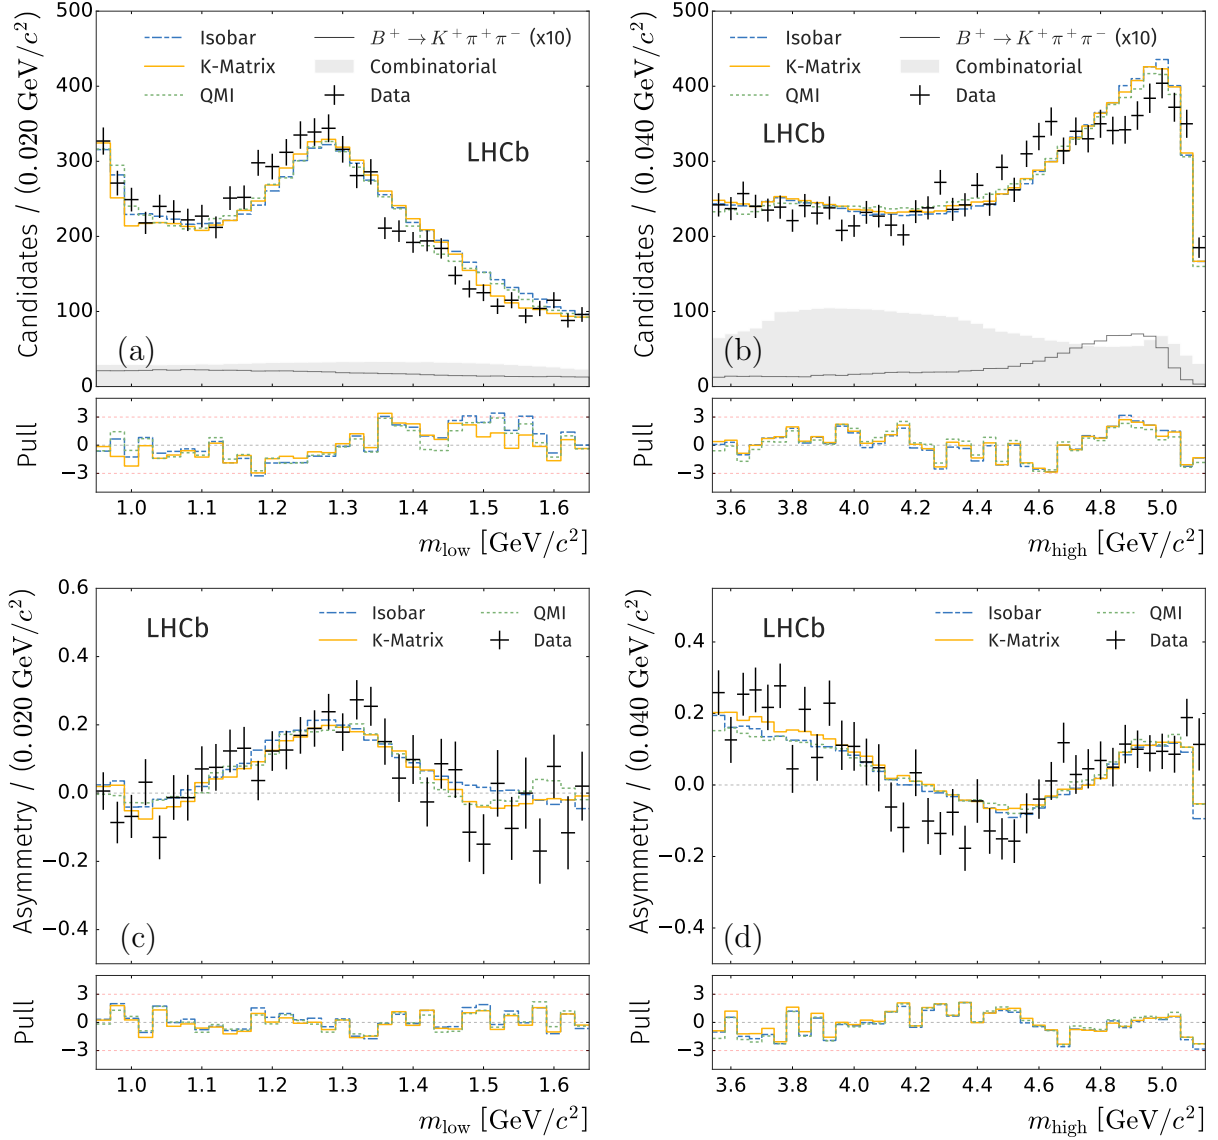 500
400
300
200
100
0
Candidates / (0.020 GeV/c²)
Isobar
K-Matrix
QMI
B⁺ → K⁺ π⁺ π⁻ (x10)
Combinatorial
Data
LHCb
(a)
3
0
−3
Pull
1.0 1.1 1.2 1.3 1.4 1.5 1.6
m_low [GeV/c²]
500
400
300
200
100
0
Candidates / (0.040 GeV/c²)
Isobar
K-Matrix
QMI
B⁺ → K⁺ π⁺ π⁻ (x10)
Combinatorial
Data
LHCb
(b)
3
0
−3
Pull
3.6 3.8 4.0 4.2 4.4 4.6 4.8 5.0
m_high [GeV/c²]
0.6
0.4
0.2
0.0
−0.2
−0.4
Asymmetry / (0.020 GeV/c²)
LHCb
Isobar
K-Matrix
QMI
Data
(c)
3
0
−3
Pull
1.0 1.1 1.2 1.3 1.4 1.5 1.6
m_low [GeV/c²]
0.4
0.2
0.0
−0.2
−0.4
Asymmetry / (0.040 GeV/c²)
LHCb
Isobar
K-Matrix
QMI
Data
(d)
3
0
−3
Pull
3.6 3.8 4.0 4.2 4.4 4.6 4.8 5.0
m_high [GeV/c²]